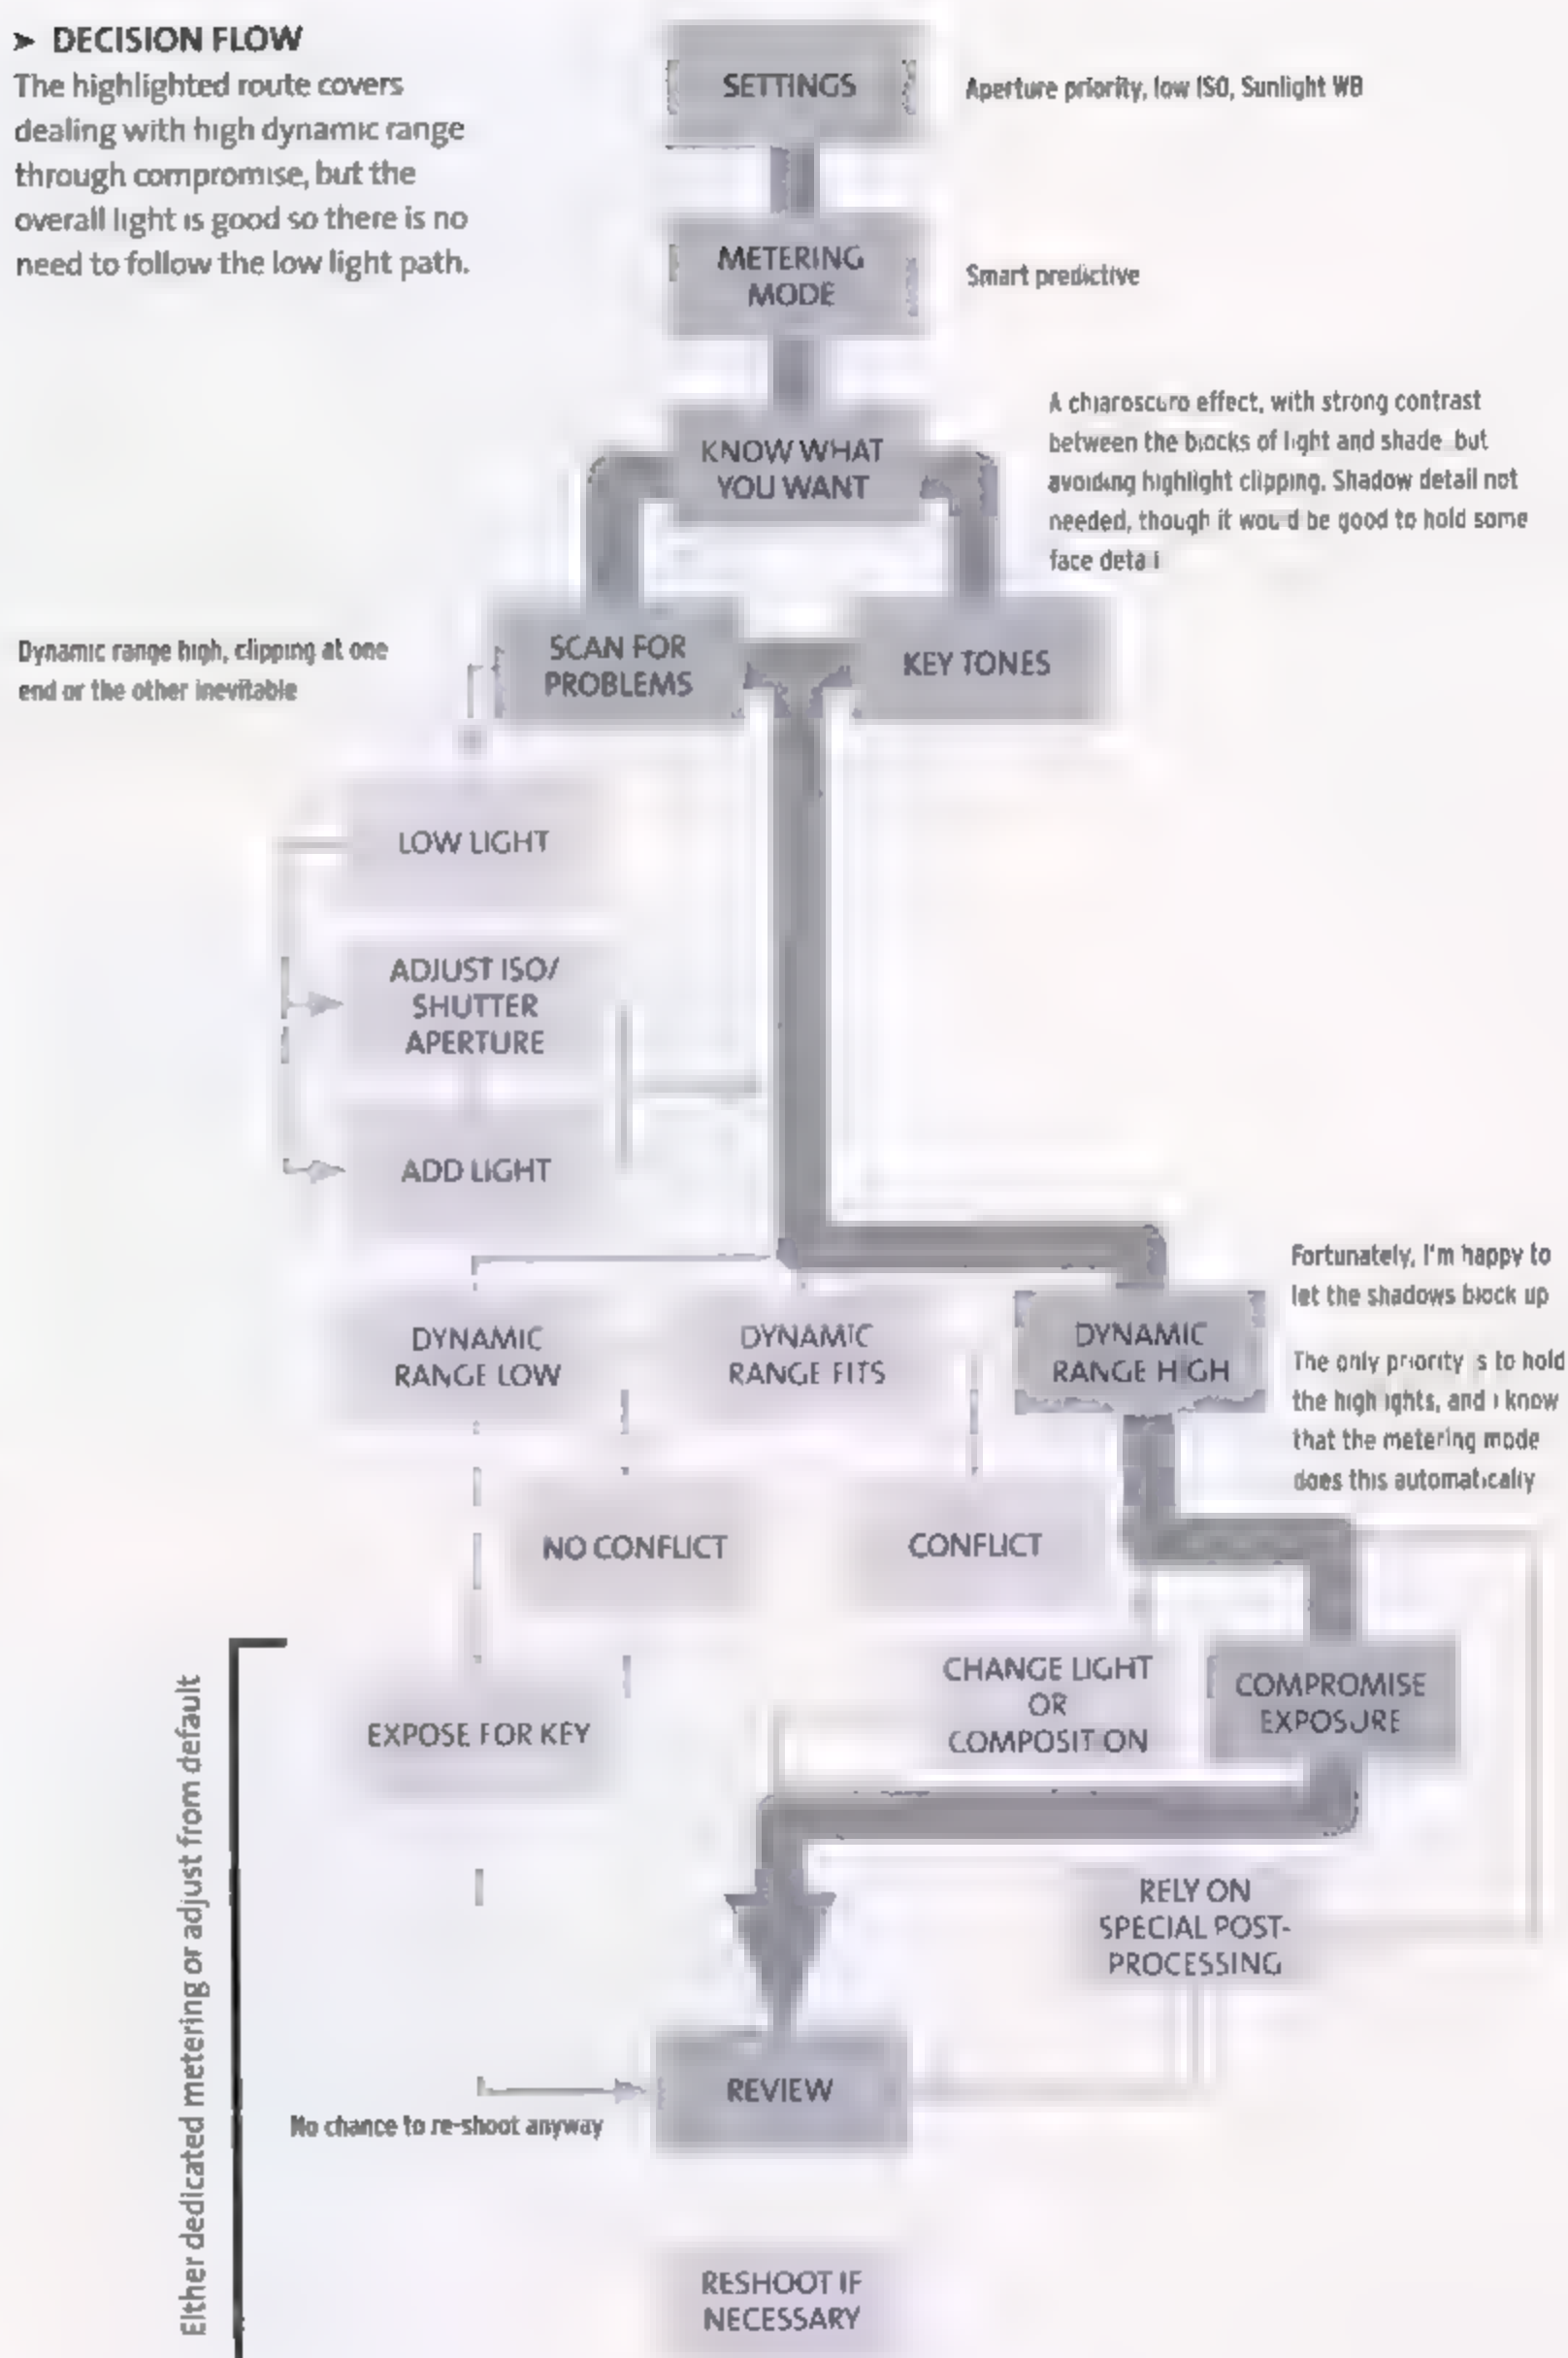 ➤ DECISION FLOW
The highlighted route covers
dealing with high dynamic range
through compromise, but the
overall light is good so there is no
need to follow the low light path.
SETTINGS
Aperture priority, low ISO, Sunlight WB
METERING
MODE
Smart predictive
KNOW WHAT
YOU WANT
A chiaroscuro effect, with strong contrast
between the blocks of light and shade but
avoiding highlight clipping. Shadow detail not
needed, though it would be good to hold some
face detail
Dynamic range high, clipping at one
end or the other inevitable
SCAN FOR
PROBLEMS
KEY TONES
LOW LIGHT
ADJUST ISO/
SHUTTER
APERTURE
ADD LIGHT
DYNAMIC
RANGE LOW
DYNAMIC
RANGE FITS
DYNAMIC
RANGE HIGH
Fortunately, I'm happy to
let the shadows block up
The only priority is to hold
the highlights, and I know
that the metering mode
does this automatically
NO CONFLICT
CONFLICT
EXPOSE FOR KEY
CHANGE LIGHT
OR
COMPOSITION
COMPROMISE
EXPOSURE
RELY ON
SPECIAL POST-
PROCESSING
REVIEW
No chance to re-shoot anyway
RESHOOT IF
NECESSARY
Either dedicated metering or adjust from default